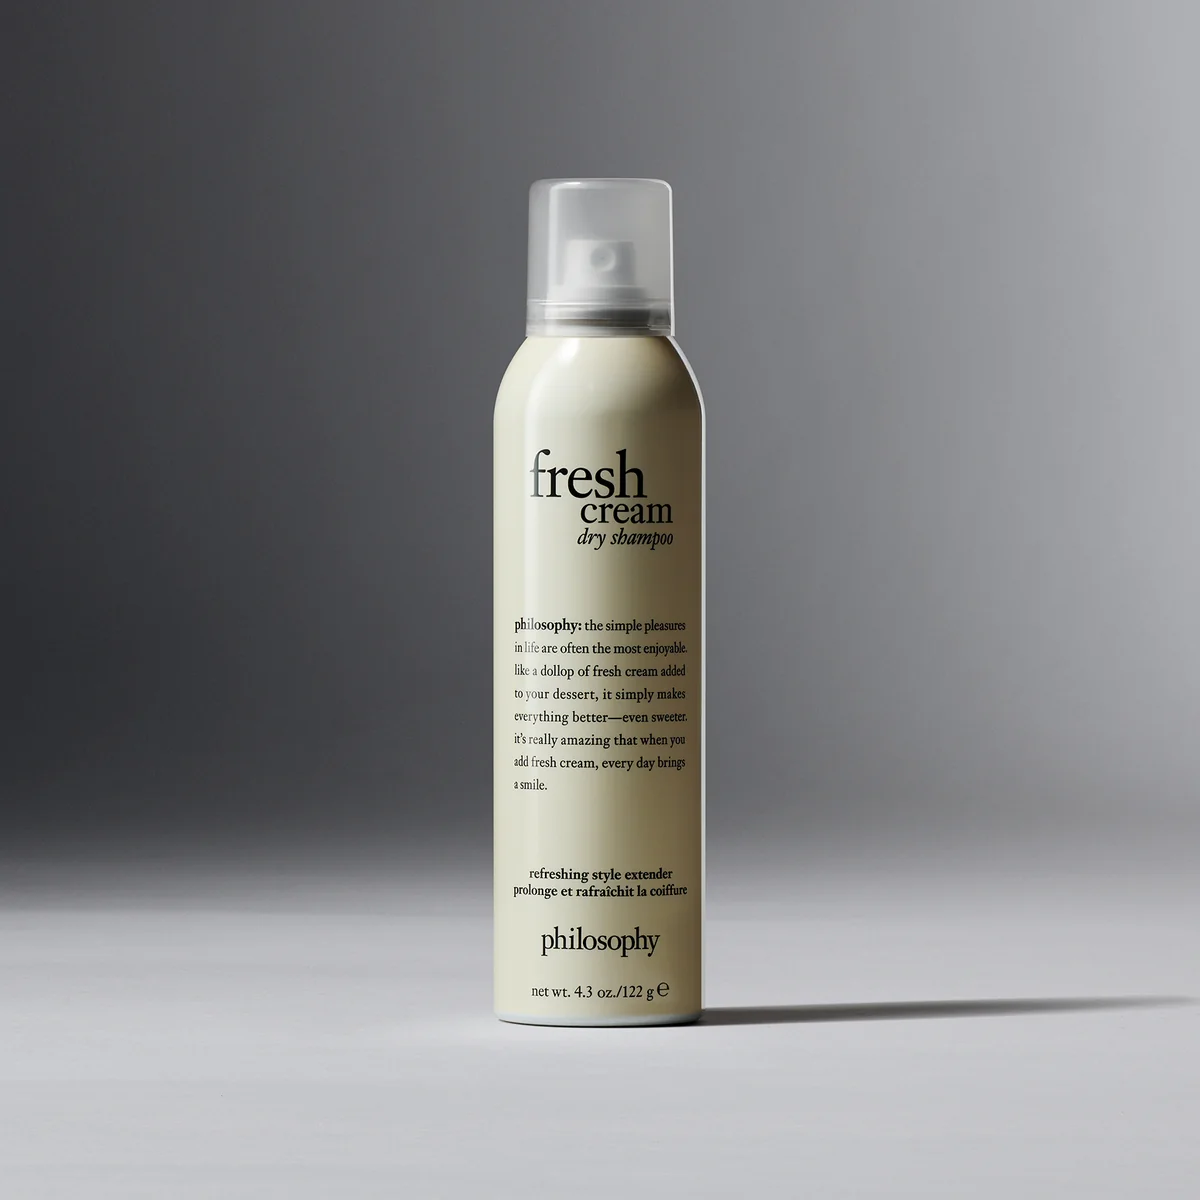 fresh
cream
dry shampoo
philosophy: the simple pleasures
in life are often the most enjoyable.
like a dollop of fresh cream added
to your dessert, it simply makes
everything better—even sweeter.
it's really amazing that when you
add fresh cream, every day brings
a smile.
refreshing style extender
prolonge et rafraîchit la coiffure
philosophy
net wt. 4.3 oz./122 g ℮